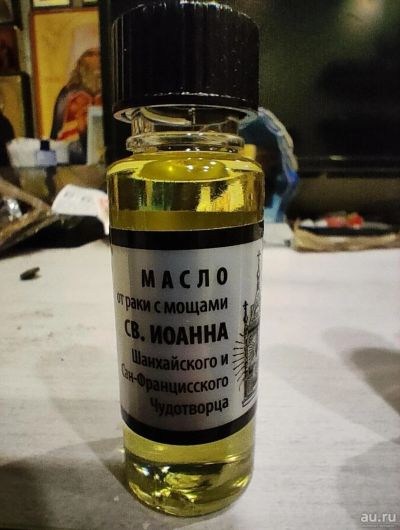 МАСЛО
от раки с мощами
СВ. ИОАННА
Шанхайского и
Сан-Францисского
Чудотворца
au.ru